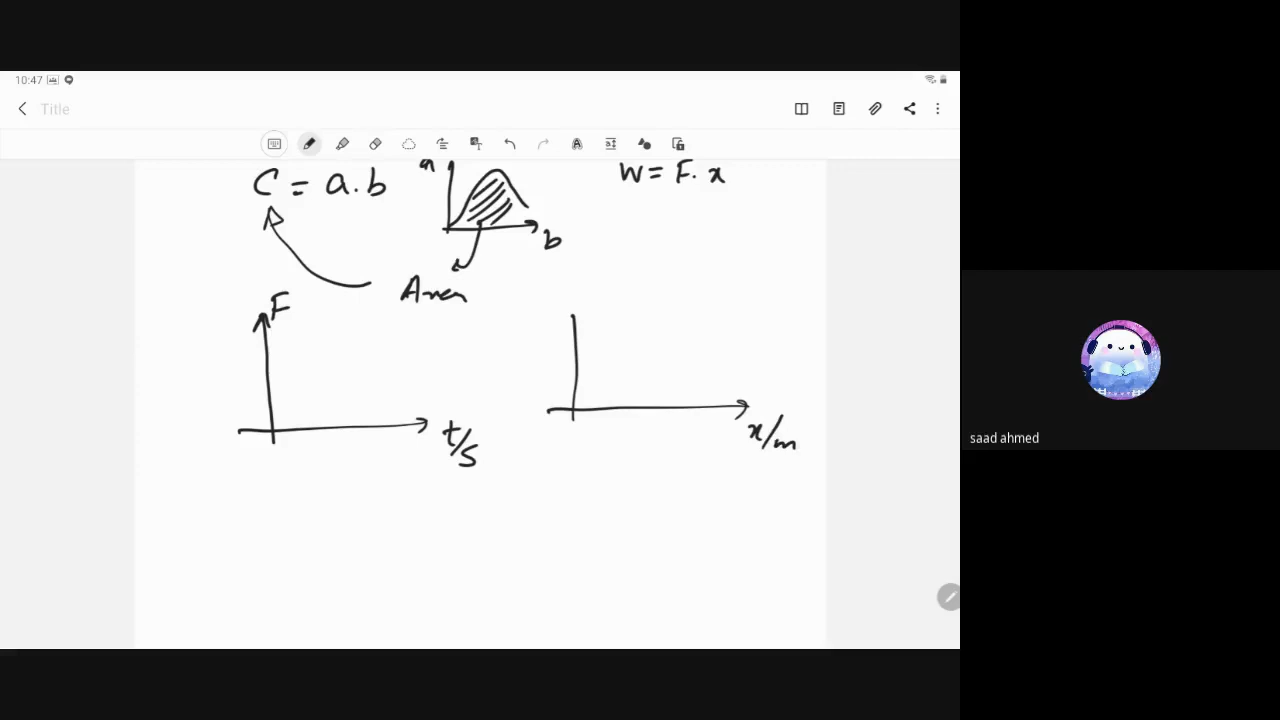 10:47
Title
C = a.b
a
W = F. x
b
Area
F
t/s
x/m
saad ahmed